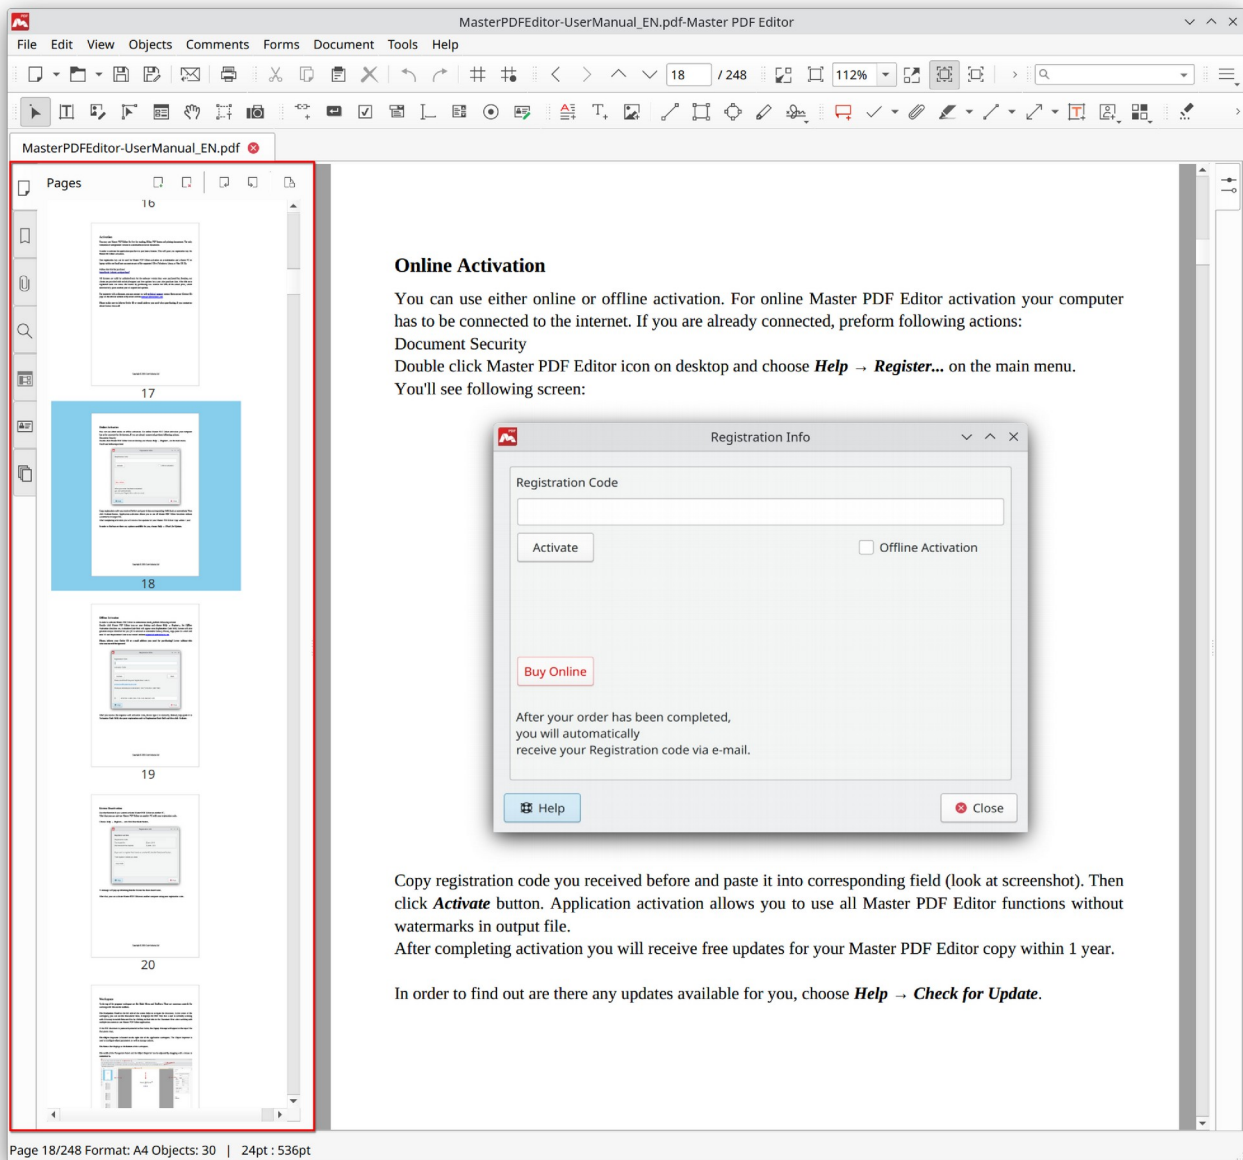 MasterPDFEditor-UserManual_EN.pdf-Master PDF Editor
File Edit View Objects Comments Forms Document Tools Help
18 / 248 112%
MasterPDFEditor-UserManual_EN.pdf
Pages
16
17
18
19
20
Online Activation
You can use either online or offline activation. For online Master PDF Editor activation your computer
has to be connected to the internet. If you are already connected, preform following actions:
Document Security
Double click Master PDF Editor icon on desktop and choose Help → Register... on the main menu.
You'll see following screen:
Registration Info
Registration Code
Activate Offline Activation
Buy Online
After your order has been completed,
you will automatically
receive your Registration code via e-mail.
Help Close
Copy registration code you received before and paste it into corresponding field (look at screenshot). Then
click Activate button. Application activation allows you to use all Master PDF Editor functions without
watermarks in output file.
After completing activation you will receive free updates for your Master PDF Editor copy within 1 year.
In order to find out are there any updates available for you, choose Help → Check for Update.
Page 18/248 Format: A4 Objects: 30 | 24pt : 536pt